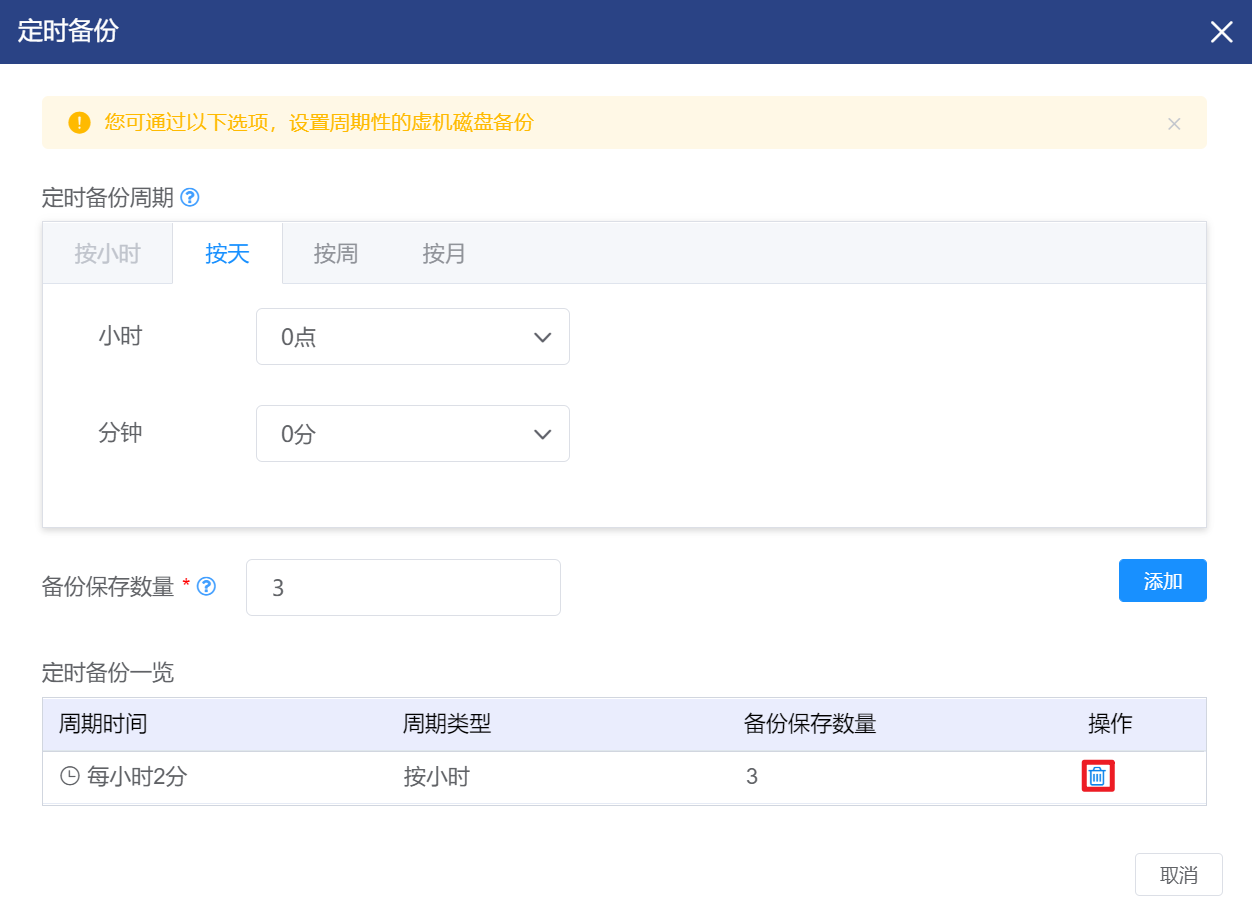 定时备份
您可通过以下选项，设置周期性的虚机磁盘备份
定时备份周期
按小时 按天 按周 按月
小时 0点
分钟 0分
备份保存数量 * 3 添加
定时备份一览
周期时间 周期类型 备份保存数量 操作
每小时2分 按小时 3
取消